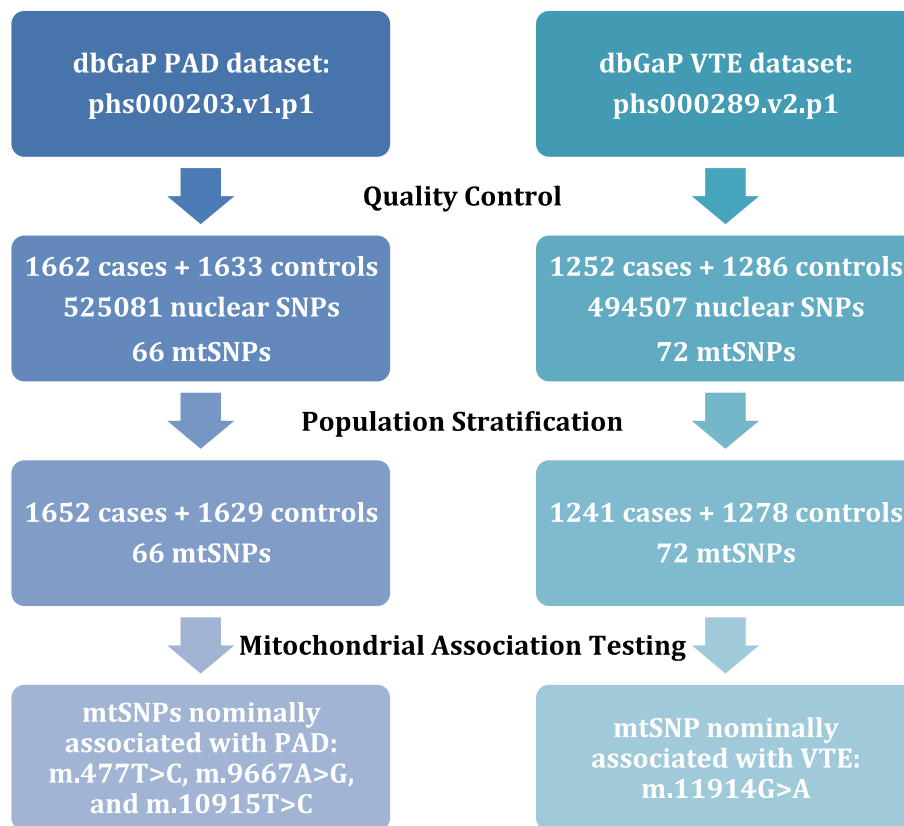 dbGaP PAD dataset:
phs000203.v1.p1
dbGaP VTE dataset:
phs000289.v2.p1
Quality Control
1662 cases + 1633 controls
525081 nuclear SNPs
66 mtSNPs
1252 cases + 1286 controls
494507 nuclear SNPs
72 mtSNPs
Population Stratification
1652 cases + 1629 controls
66 mtSNPs
1241 cases + 1278 controls
72 mtSNPs
Mitochondrial Association Testing
mtSNPs nominally
associated with PAD:
m.477T>C, m.9667A>G,
and m.10915T>C
mtSNP nominally
associated with VTE:
m.11914G>A